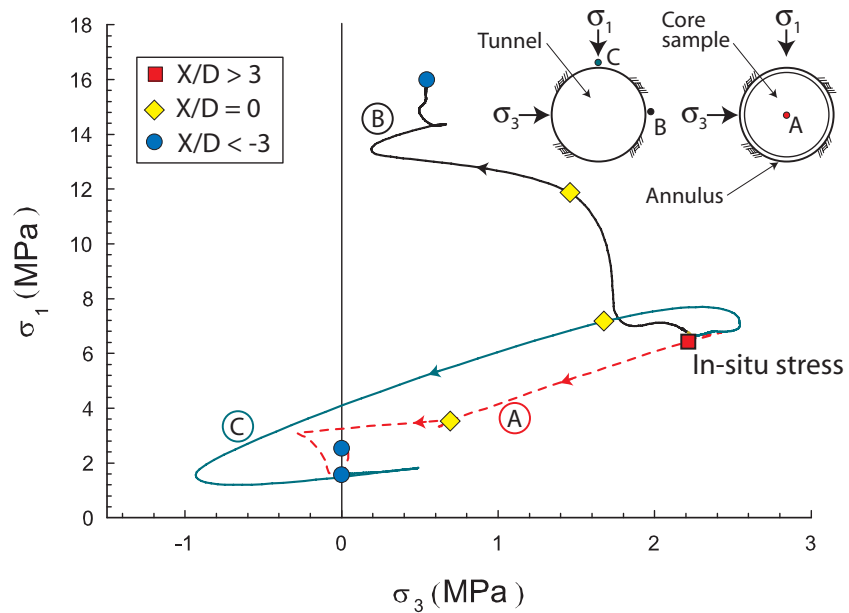 18
16
14
12
10
8
6
4
2
0
σ1 (MPa)
X/D > 3
X/D = 0
X/D < -3
σ1
Tunnel
C
σ3
B
Core
sample
σ1
σ3
A
Annulus
B
In-situ stress
C
A
-1
0
1
2
3
σ3 (MPa)